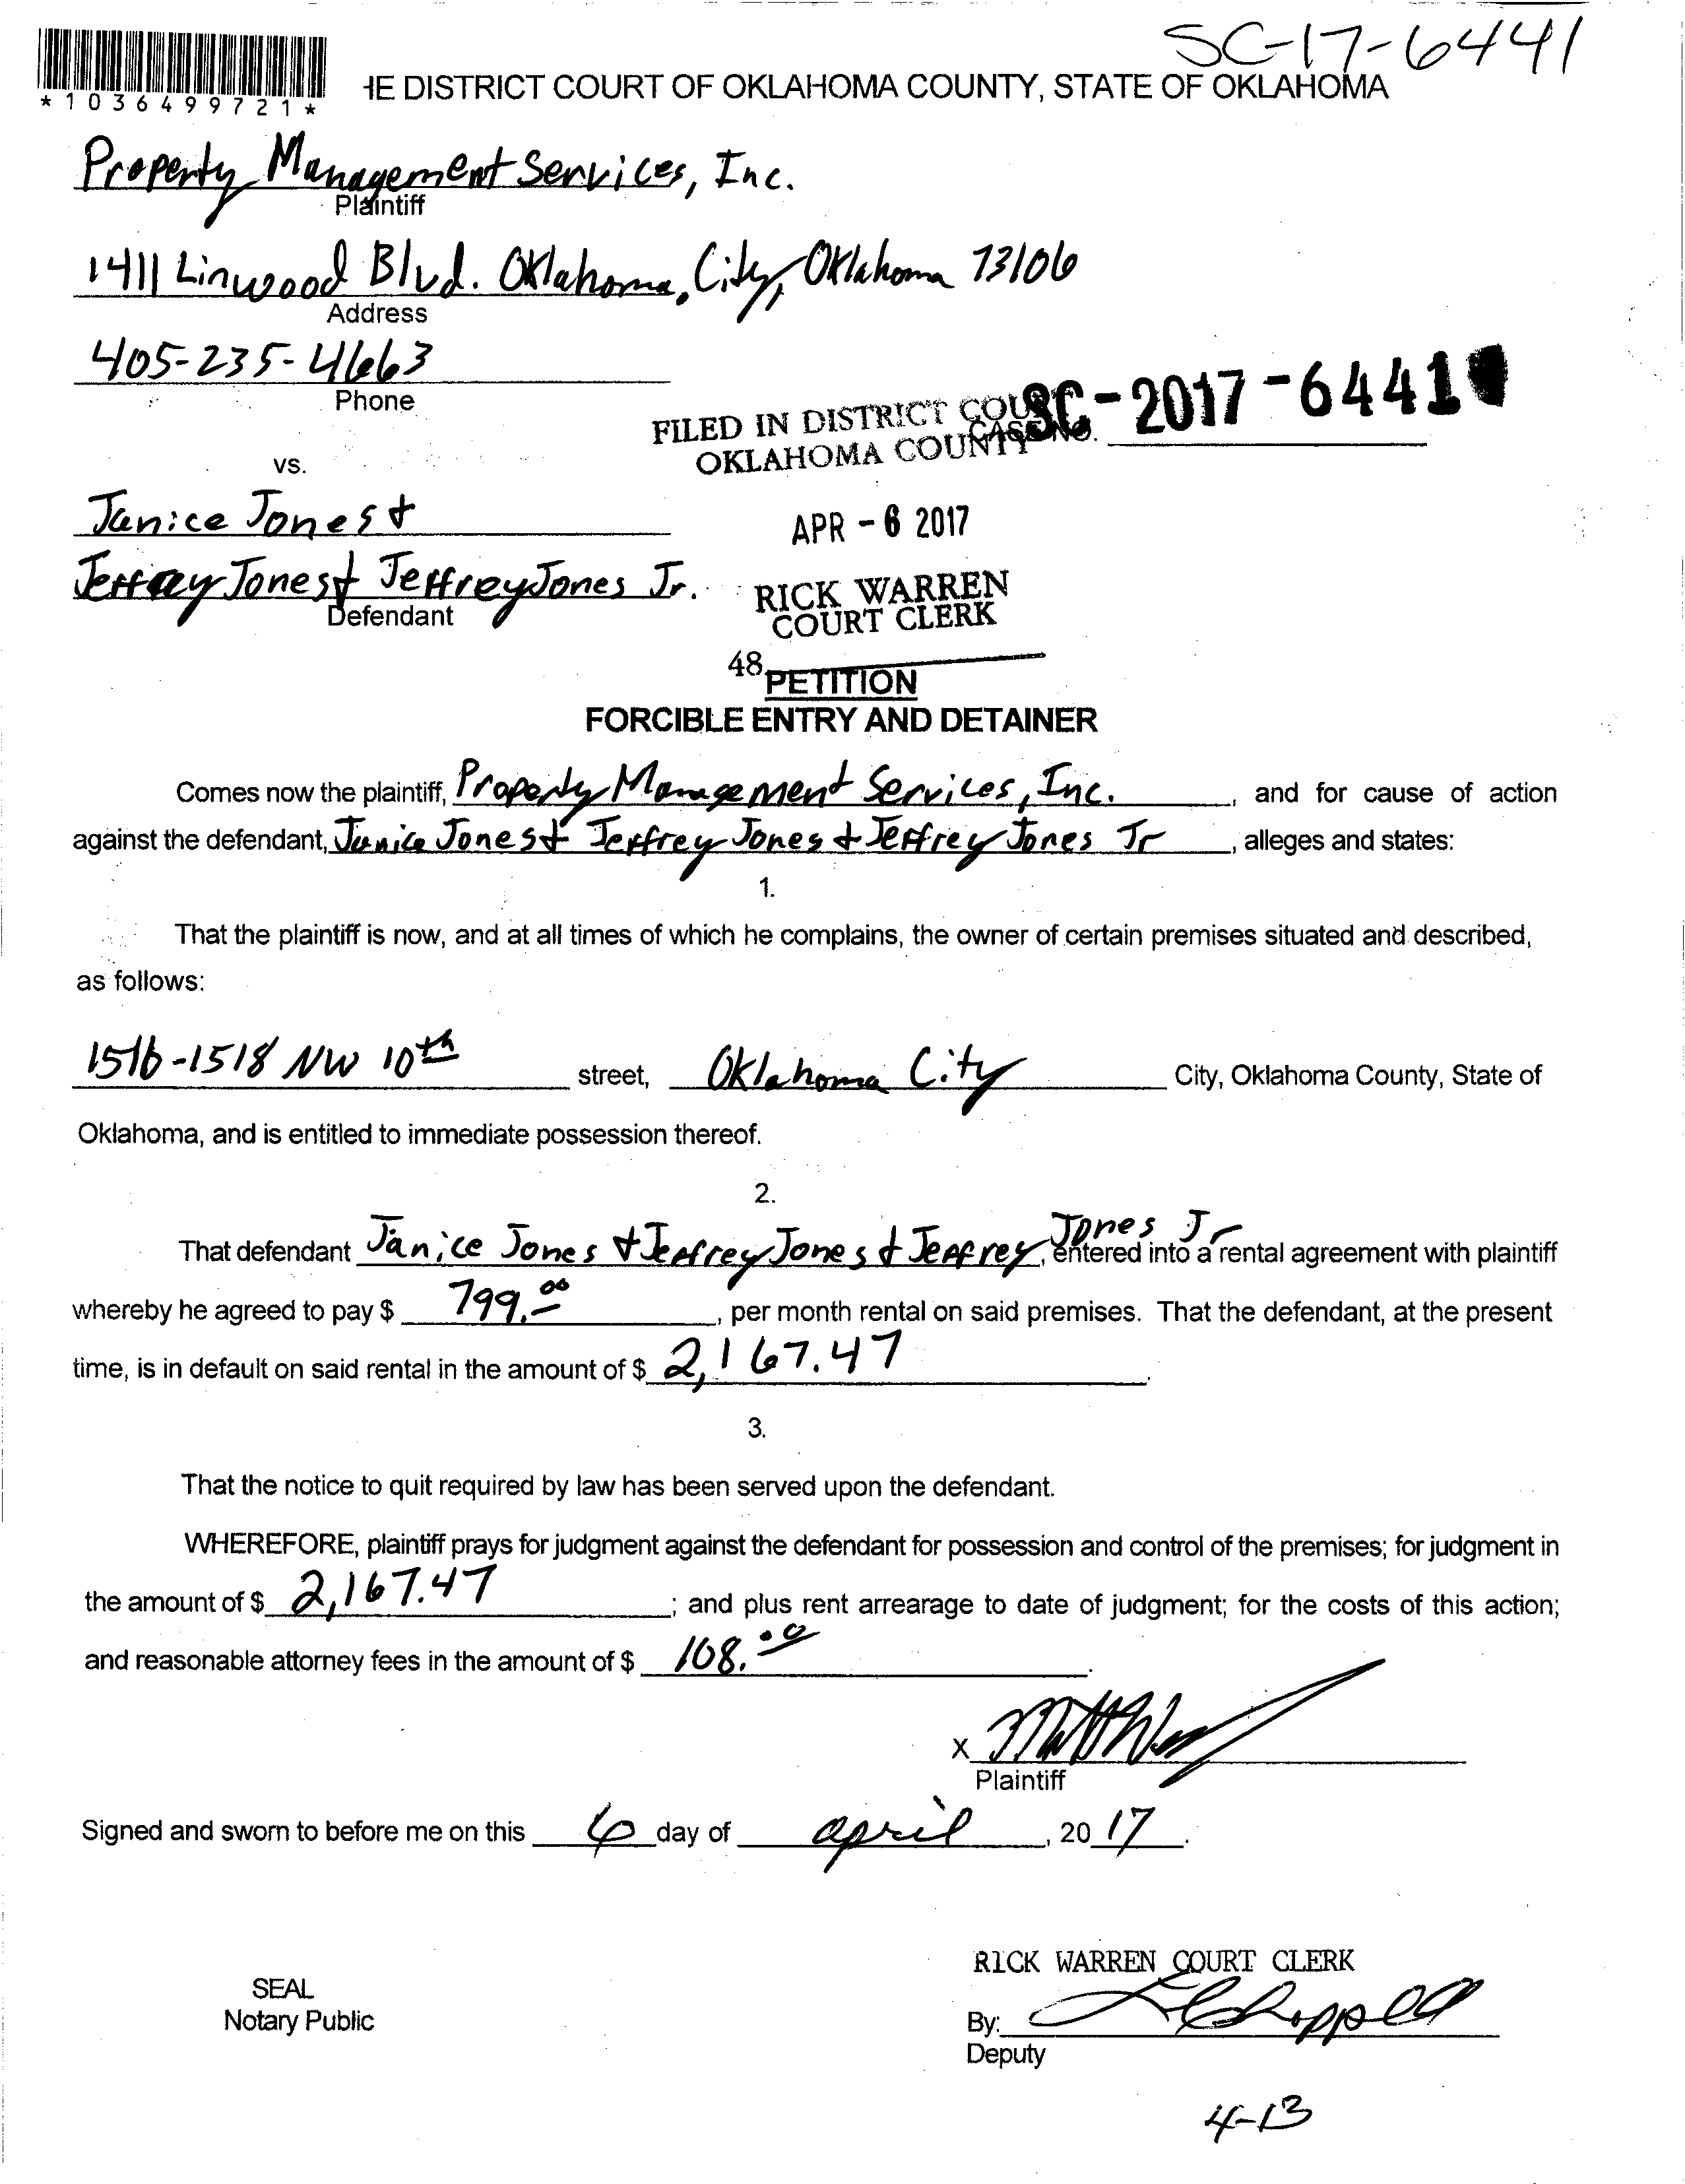 SC-17-6441
*1036499721*
HE DISTRICT COURT OF OKLAHOMA COUNTY, STATE OF OKLAHOMA
Property Management Services, Inc.
Plaintiff
1411 Linwood Blvd. Oklahoma, City, Oklahoma 73106
Address
405-235-4663
Phone
FILED IN DISTRICT COURT
OKLAHOMA COUNTY
CASE NO. SC-2017-6441
vs.
Janice Jones &
APR - 6 2017
Jeffrey Jones & Jeffrey Jones Jr.
Defendant
RICK WARREN
COURT CLERK
48
PETITION
FORCIBLE ENTRY AND DETAINER
Comes now the plaintiff, Property Management Services, Inc., and for cause of action
against the defendant, Janice Jones & Jeffrey Jones & Jeffrey Jones Jr, alleges and states:
1.
That the plaintiff is now, and at all times of which he complains, the owner of certain premises situated and described,
as follows:
1516-1518 NW 10th street, Oklahoma City City, Oklahoma County, State of
Oklahoma, and is entitled to immediate possession thereof.
2.
That defendant Janice Jones & Jeffrey Jones & Jeffrey Jones Jr, entered into a rental agreement with plaintiff
whereby he agreed to pay $ 799.00, per month rental on said premises. That the defendant, at the present
time, is in default on said rental in the amount of $ 2,167.47.
3.
That the notice to quit required by law has been served upon the defendant.
WHEREFORE, plaintiff prays for judgment against the defendant for possession and control of the premises; for judgment in
the amount of $ 2,167.47; and plus rent arrearage to date of judgment; for the costs of this action;
and reasonable attorney fees in the amount of $ 108.00.
X
Plaintiff
Signed and sworn to before me on this 6 day of april, 20 17.
RICK WARREN COURT CLERK
SEAL
Notary Public
By:
Deputy
4-13